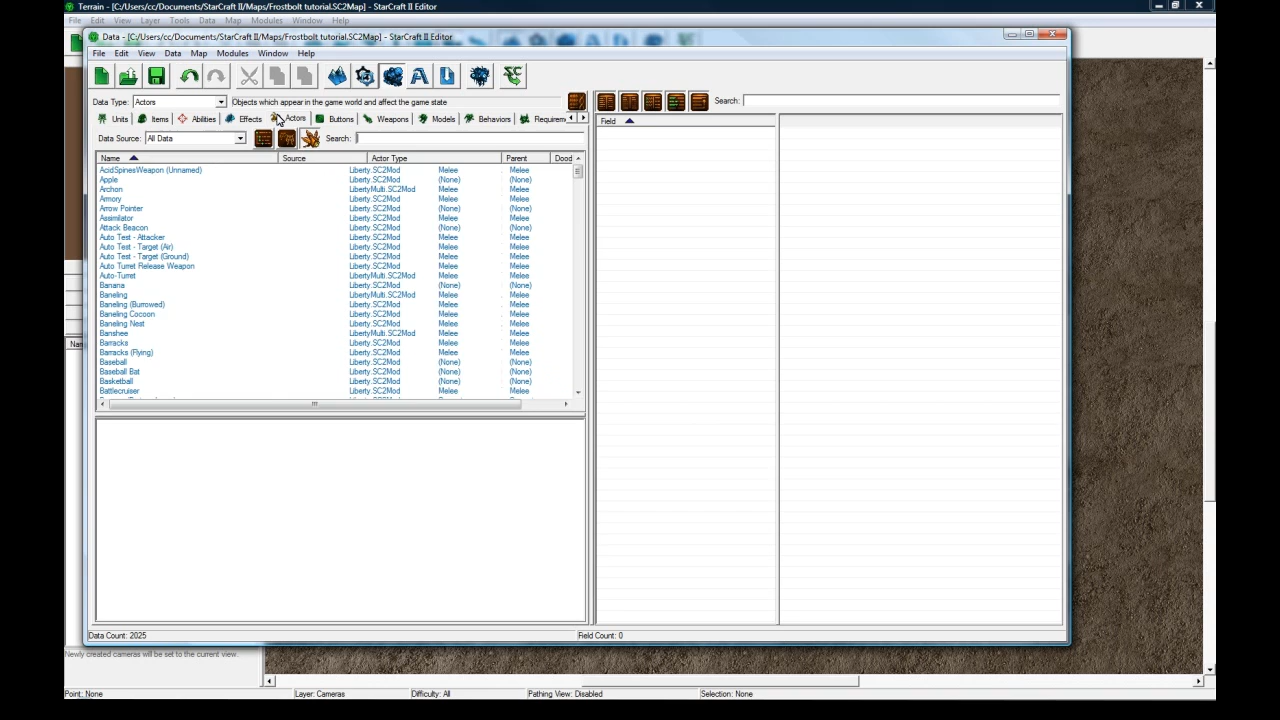 Terrain - [C:/Users/cc/Documents/StarCraft II/Maps/Frostbolt tutorial.SC2Map] - StarCraft II Editor
File Edit View Layer Tools Data Map Modules Window Help
Data - [C:/Users/cc/Documents/StarCraft II/Maps/Frostbolt tutorial.SC2Map] - StarCraft II Editor
File Edit View Data Map Modules Window Help
Data Type: Actors Objects which appear in the game world and affect the game state Search:
Units Items Abilities Effects Actors Buttons Weapons Models Behaviors Requirem
Field
Data Source: All Data Search:
Name Source Actor Type Parent Dood
AcidSpinesWeapon (Unnamed) Liberty.SC2Mod Melee Melee
Apple Liberty.SC2Mod (None) (None)
Archon LibertyMulti.SC2Mod Melee Melee
Armory Liberty.SC2Mod Melee Melee
Arrow Pointer Liberty.SC2Mod (None) (None)
Assimilator Liberty.SC2Mod Melee Melee
Attack Beacon Liberty.SC2Mod (None) (None)
Auto Test - Attacker Liberty.SC2Mod Melee Melee
Auto Test - Target (Air) Liberty.SC2Mod Melee Melee
Auto Test - Target (Ground) Liberty.SC2Mod Melee Melee
Auto Turret Release Weapon Liberty.SC2Mod Melee Melee
Auto-Turret LibertyMulti.SC2Mod Melee Melee
Banana Liberty.SC2Mod (None) (None)
Baneling LibertyMulti.SC2Mod Melee Melee
Baneling (Burrowed) Liberty.SC2Mod Melee Melee
Baneling Cocoon Liberty.SC2Mod Melee Melee
Baneling Nest Liberty.SC2Mod Melee Melee
Banshee LibertyMulti.SC2Mod Melee Melee
Barracks Liberty.SC2Mod Melee Melee
Nam
Barracks (Flying) Liberty.SC2Mod Melee Melee
Baseball Liberty.SC2Mod (None) (None)
Baseball Bat Liberty.SC2Mod (None) (None)
Basketball Liberty.SC2Mod (None) (None)
Battlecruiser Liberty.SC2Mod Melee Melee
Data Count: 2025 Field Count: 0
Newly created cameras will be set to the current view.
Point: None Layer: Cameras Difficulty: All Pathing View: Disabled Selection: None